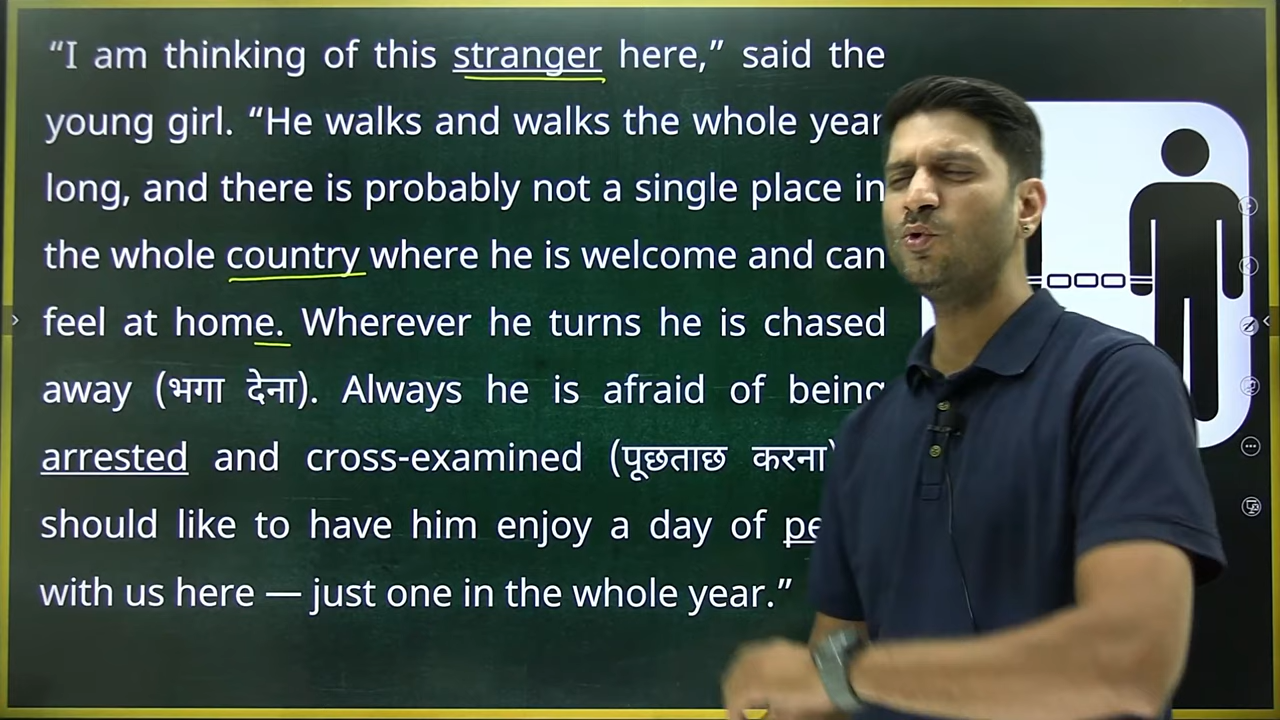 “I am thinking of this stranger here,” said the
young girl. “He walks and walks the whole year
long, and there is probably not a single place in
the whole country where he is welcome and can
feel at home. Wherever he turns he is chased
away (भगा देना). Always he is afraid of being
arrested and cross-examined (पूछताछ करना)
should like to have him enjoy a day of
with us here — just one in the whole year.”